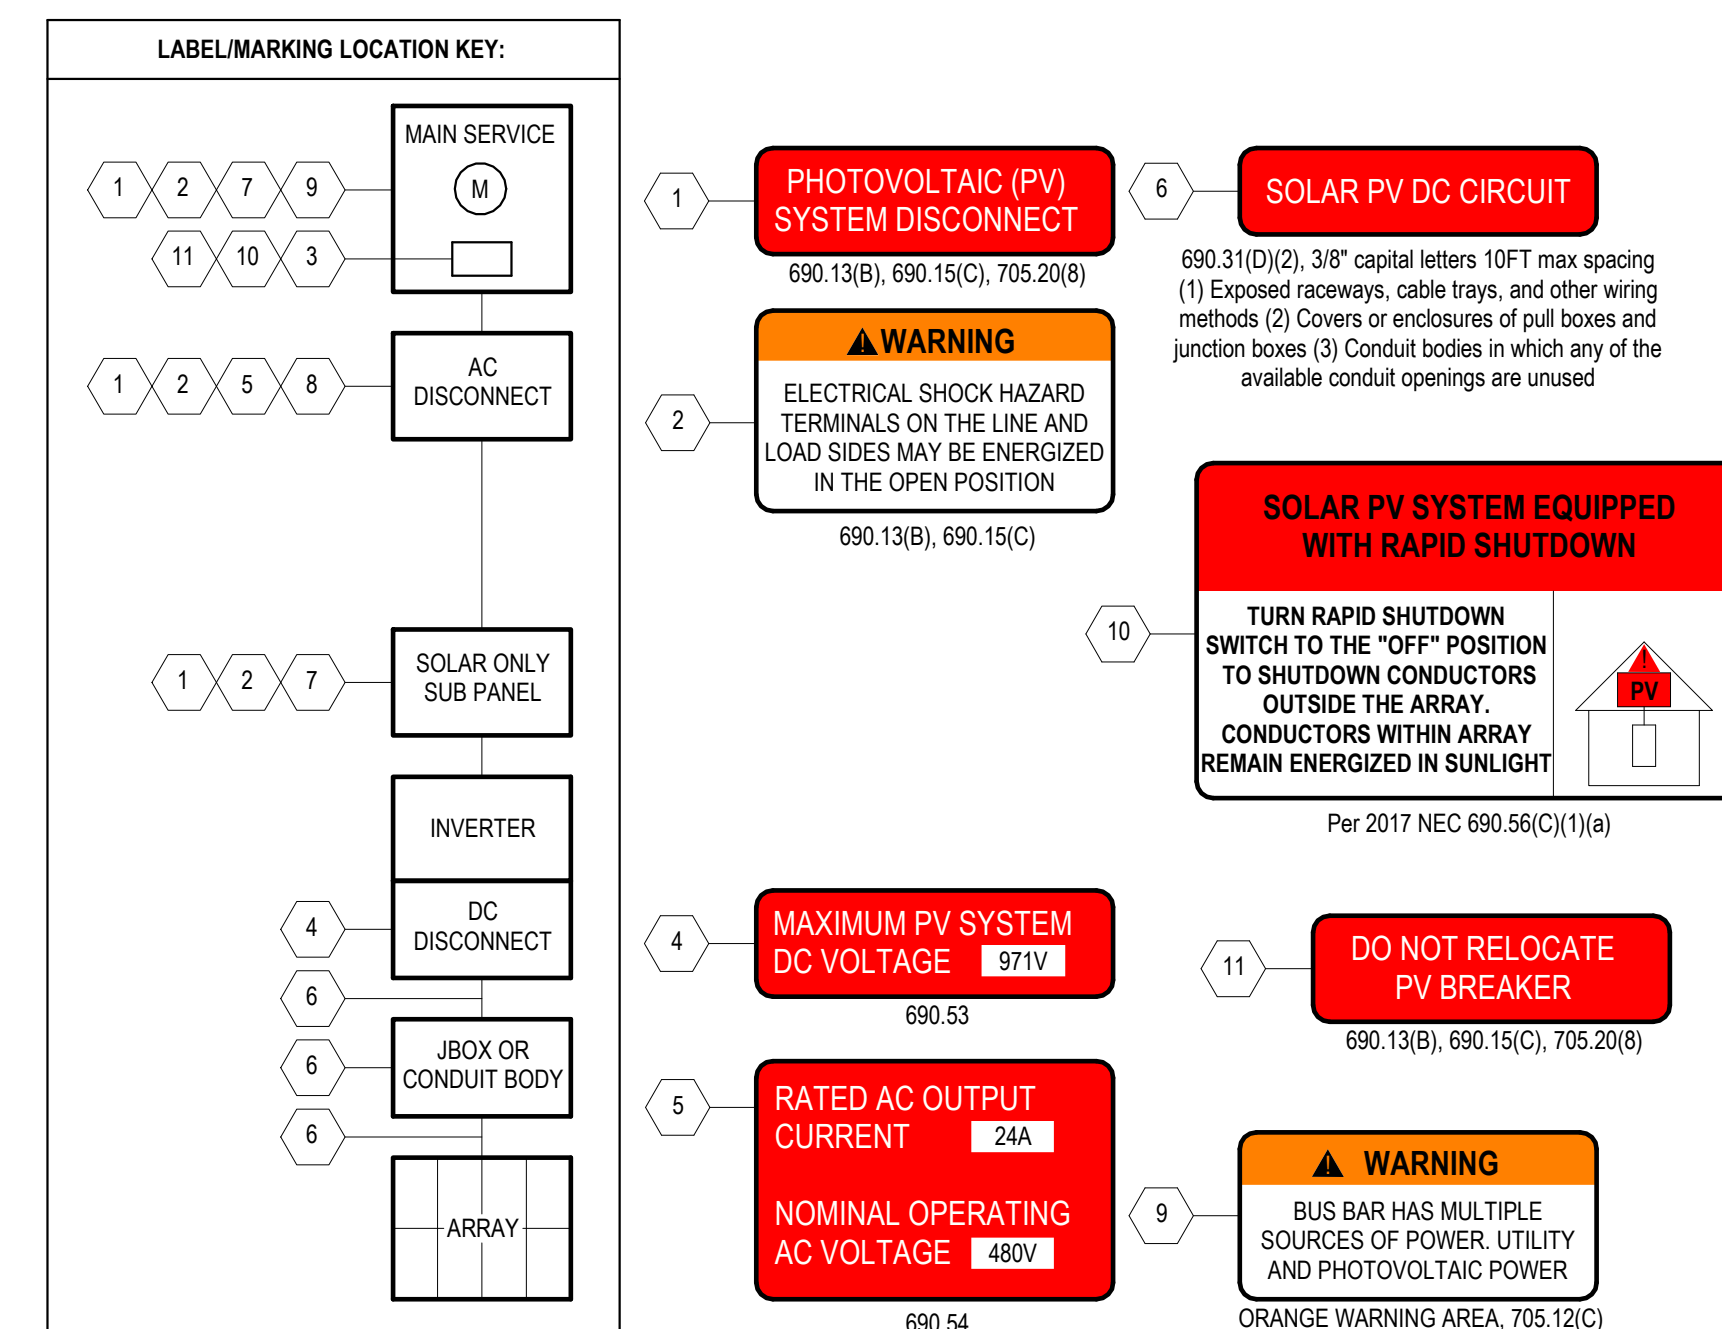 LABEL/MARKING LOCATION KEY:
MAIN SERVICE
M
1 2 7 9
11 10 3
AC
DISCONNECT
1 2 5 8
SOLAR ONLY
SUB PANEL
1 2 7
INVERTER
DC
DISCONNECT
4
6
JBOX OR
CONDUIT BODY
6
6
ARRAY
1
PHOTOVOLTAIC (PV)
SYSTEM DISCONNECT
690.13(B), 690.15(C), 705.20(8)
2
WARNING
ELECTRICAL SHOCK HAZARD
TERMINALS ON THE LINE AND
LOAD SIDES MAY BE ENERGIZED
IN THE OPEN POSITION
690.13(B), 690.15(C)
4
MAXIMUM PV SYSTEM
DC VOLTAGE 971V
690.53
5
RATED AC OUTPUT
CURRENT 24A
NOMINAL OPERATING
AC VOLTAGE 480V
690.54
6
SOLAR PV DC CIRCUIT
690.31(D)(2), 3/8" capital letters 10FT max spacing
(1) Exposed raceways, cable trays, and other wiring
methods (2) Covers or enclosures of pull boxes and
junction boxes (3) Conduit bodies in which any of the
available conduit openings are unused
10
SOLAR PV SYSTEM EQUIPPED
WITH RAPID SHUTDOWN
TURN RAPID SHUTDOWN
SWITCH TO THE "OFF" POSITION
TO SHUTDOWN CONDUCTORS
OUTSIDE THE ARRAY.
CONDUCTORS WITHIN ARRAY
REMAIN ENERGIZED IN SUNLIGHT
!
PV
Per 2017 NEC 690.56(C)(1)(a)
11
DO NOT RELOCATE
PV BREAKER
690.13(B), 690.15(C), 705.20(8)
9
WARNING
BUS BAR HAS MULTIPLE
SOURCES OF POWER. UTILITY
AND PHOTOVOLTAIC POWER
ORANGE WARNING AREA, 705.12(C)